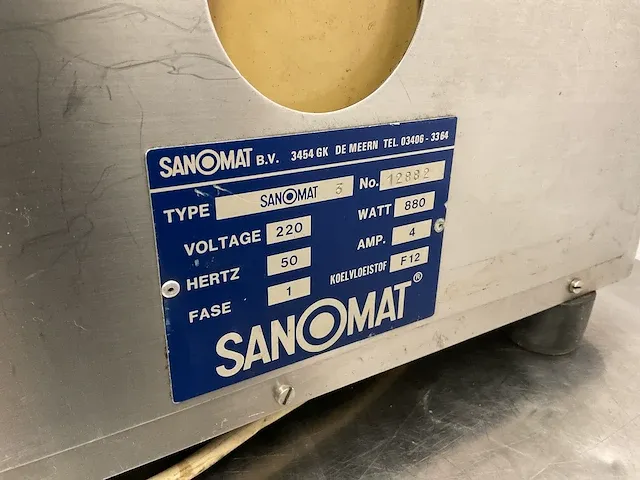 SANOMAT B.V. 3454 GK DE MEERN TEL. 03406 - 3364
TYPE SANOMAT 3 No. 12882
VOLTAGE 220 WATT 880
HERTZ 50 AMP. 4
FASE 1 KOELVLOEISTOF F12
SANOMAT®